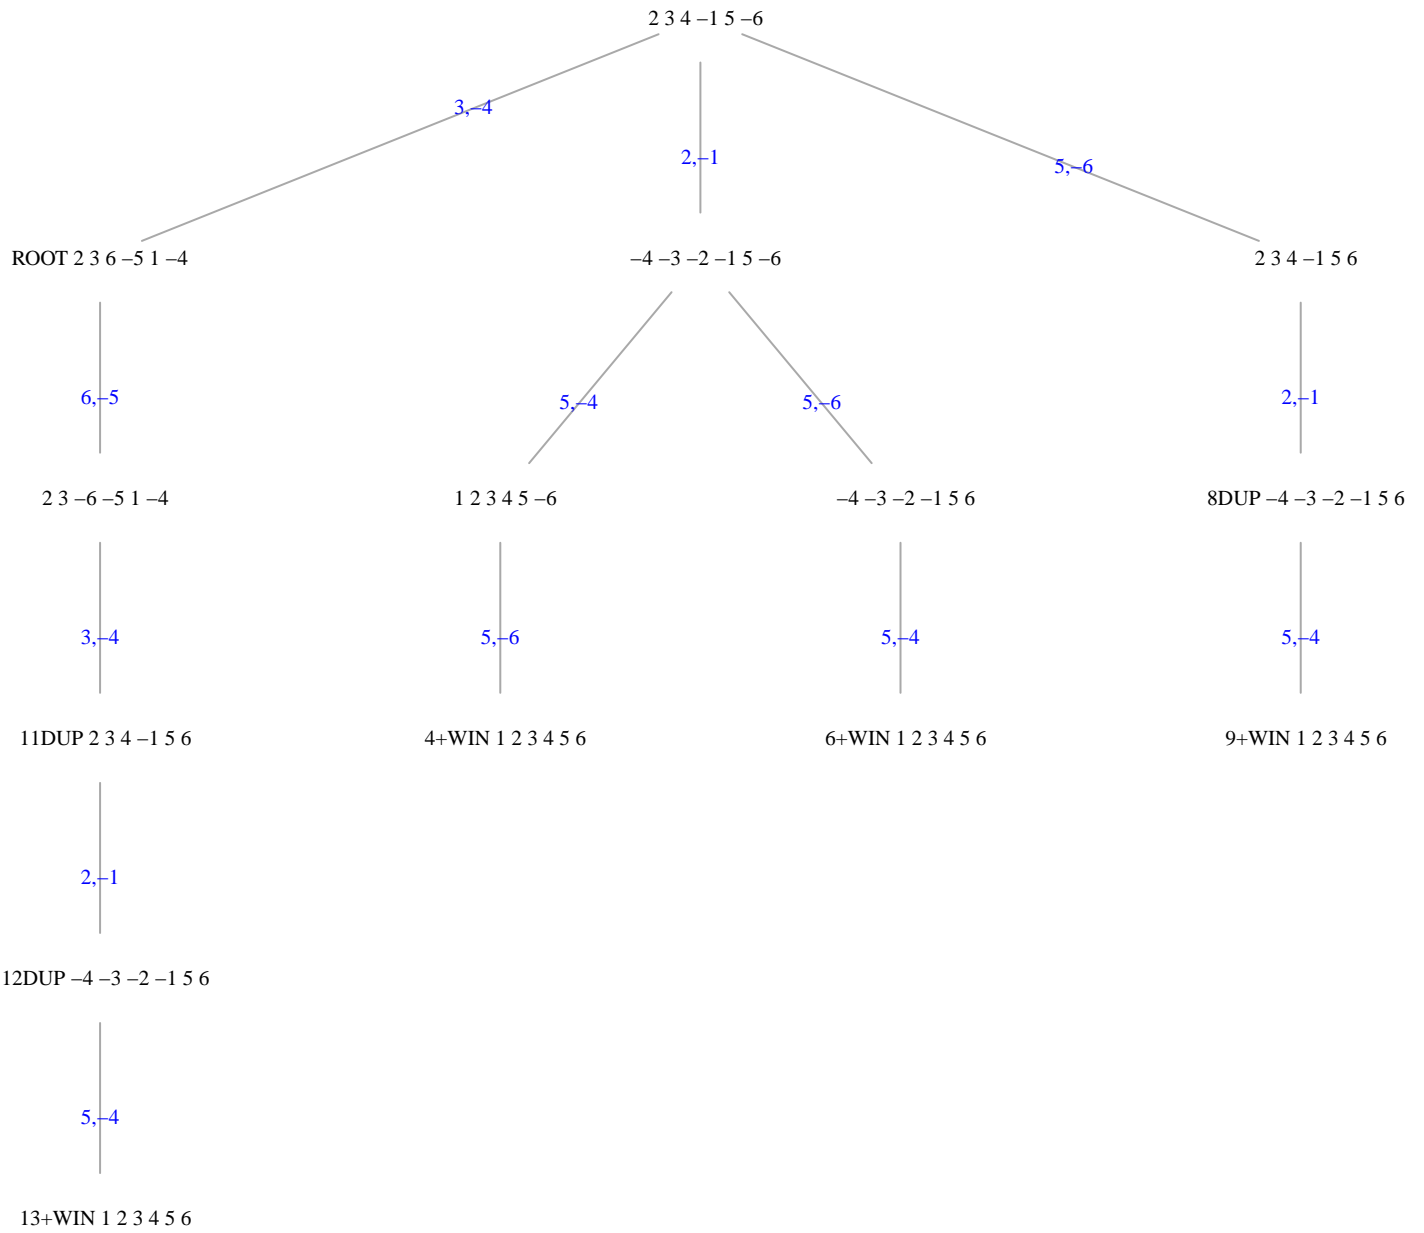 2 3 4 –1 5 –6
3,–4
2,–1
5,–6
ROOT 2 3 6 –5 1 –4
–4 –3 –2 –1 5 –6
2 3 4 –1 5 6
6,–5
5,–4
5,–6
2,–1
2 3 –6 –5 1 –4
1 2 3 4 5 –6
–4 –3 –2 –1 5 6
8DUP –4 –3 –2 –1 5 6
3,–4
5,–6
5,–4
5,–4
11DUP 2 3 4 –1 5 6
4+WIN 1 2 3 4 5 6
6+WIN 1 2 3 4 5 6
9+WIN 1 2 3 4 5 6
2,–1
12DUP –4 –3 –2 –1 5 6
5,–4
13+WIN 1 2 3 4 5 6